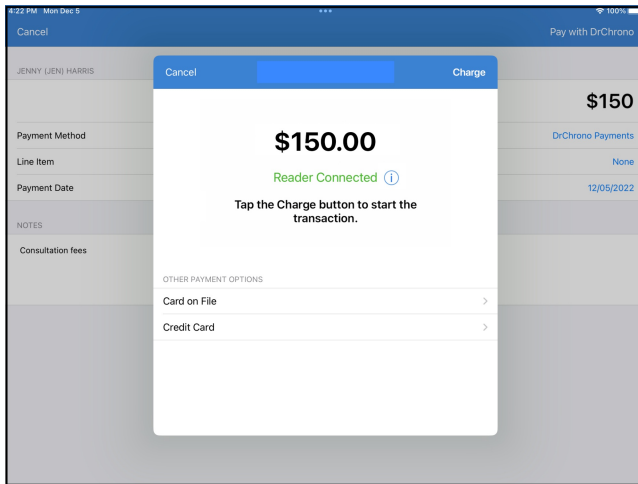 4:22 PM Mon Dec 5 100%
Cancel Pay with DrChrono
JENNY (JEN) HARRIS
$150
Payment Method DrChrono Payments
Line Item None
Payment Date 12/05/2022
NOTES
Consultation fees
Cancel Charge
$150.00
Reader Connected i
Tap the Charge button to start the
transaction.
OTHER PAYMENT OPTIONS
Card on File
Credit Card